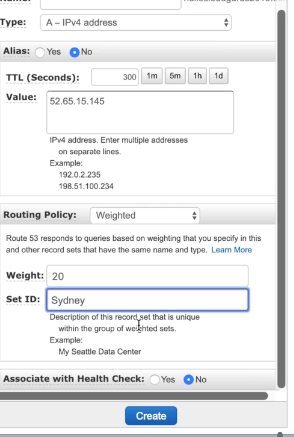 Type: A – IPv4 address
Alias: Yes No
TTL (Seconds): 300 1m 5m 1h 1d
Value: 52.65.15.145
IPv4 address. Enter multiple addresses
on separate lines.
Example:
192.0.2.235
198.51.100.234
Routing Policy: Weighted
Route 53 responds to queries based on weighting that you specify in this
and other record sets that have the same name and type. Learn More
Weight: 20
Set ID: Sydney
Description of this record set that is unique
within the group of weighted sets.
Example:
My Seattle Data Center
Associate with Health Check: Yes No
Create